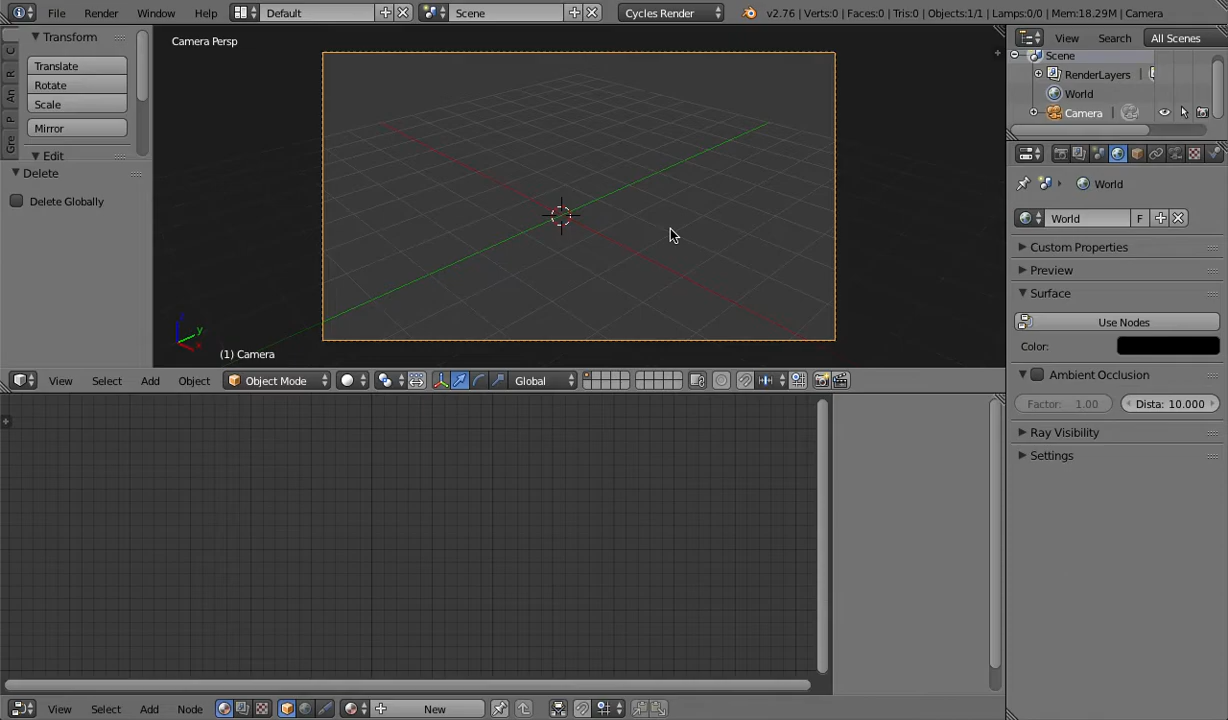 File Render Window Help Default Scene Cycles Render v2.76 | Verts:0 | Faces:0 | Tris:0 | Objects:1/1 | Lamps:0/0 | Mem:18.29M | Camera
Transform
Translate
Rotate
Scale
Mirror
Edit
Delete
Delete Globally
C
R
An
P
Gre
Camera Persp
y
x
(1) Camera
View Select Add Object Object Mode Global
View Select Add Node New
View Search All Scenes
Scene
RenderLayers
World
Camera
World
World F
Custom Properties
Preview
Surface
Use Nodes
Color:
Ambient Occlusion
Factor: 1.00 Dista: 10.000
Ray Visibility
Settings